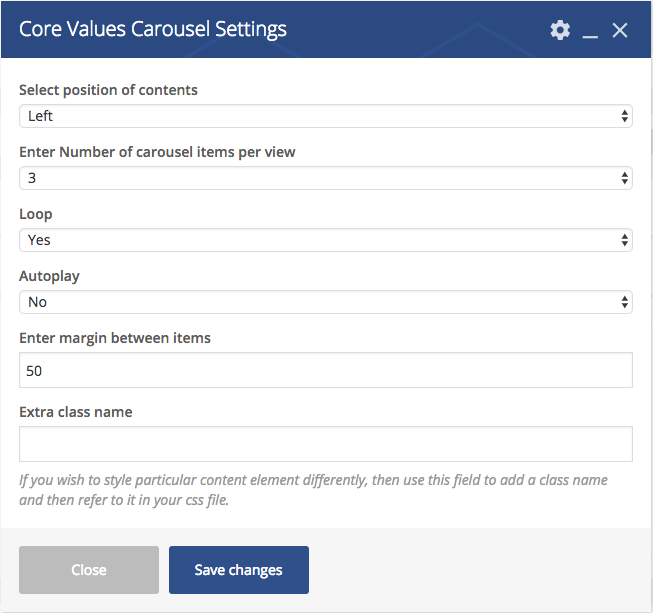 Core Values Carousel Settings
Select position of contents
Left
Enter Number of carousel items per view
3
Loop
Yes
Autoplay
No
Enter margin between items
50
Extra class name
If you wish to style particular content element differently, then use this field to add a class name
and then refer to it in your css file.
Close
Save changes